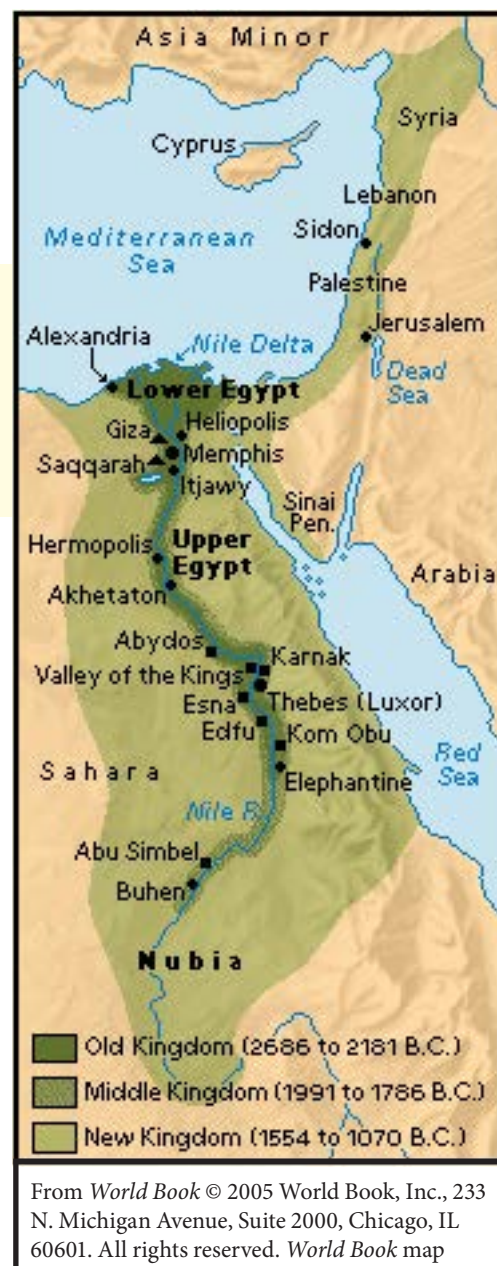 Asia Minor
Syria
Cyprus
Lebanon
Sidon
Mediterranean
Sea
Palestine
Alexandria
Nile Delta
Jerusalem
Lower Egypt
Dead
Sea
Giza
Heliopolis
Saqqarah
Memphis
Itjawy
Sinai
Pen.
Hermopolis
Upper
Egypt
Arabia
Akhetaton
Abydos
Karnak
Valley of the Kings
Thebes (Luxor)
Esna
Edfu
Kom Obu
Red
Sea
Sahara
Elephantine
Nile R.
Abu Simbel
Buhen
Nubia
Old Kingdom (2686 to 2181 B.C.)
Middle Kingdom (1991 to 1786 B.C.)
New Kingdom (1554 to 1070 B.C.)
From World Book © 2005 World Book, Inc., 233
N. Michigan Avenue, Suite 2000, Chicago, IL
60601. All rights reserved. World Book map